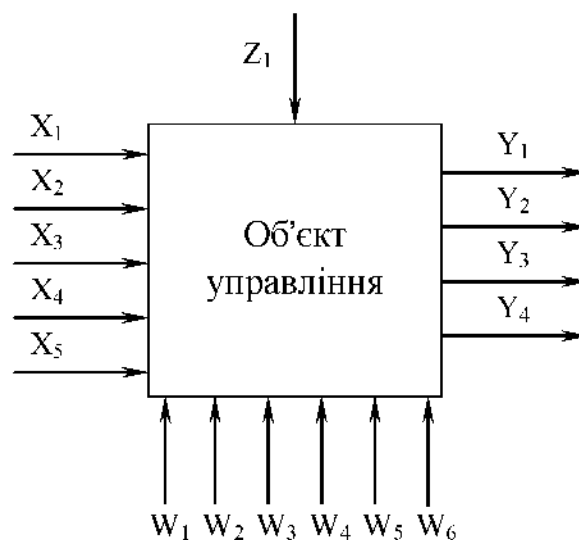 Z₁
X₁
X₂
X₃
X₄
X₅
Об’єкт
управління
Y₁
Y₂
Y₃
Y₄
W₁ W₂ W₃ W₄ W₅ W₆